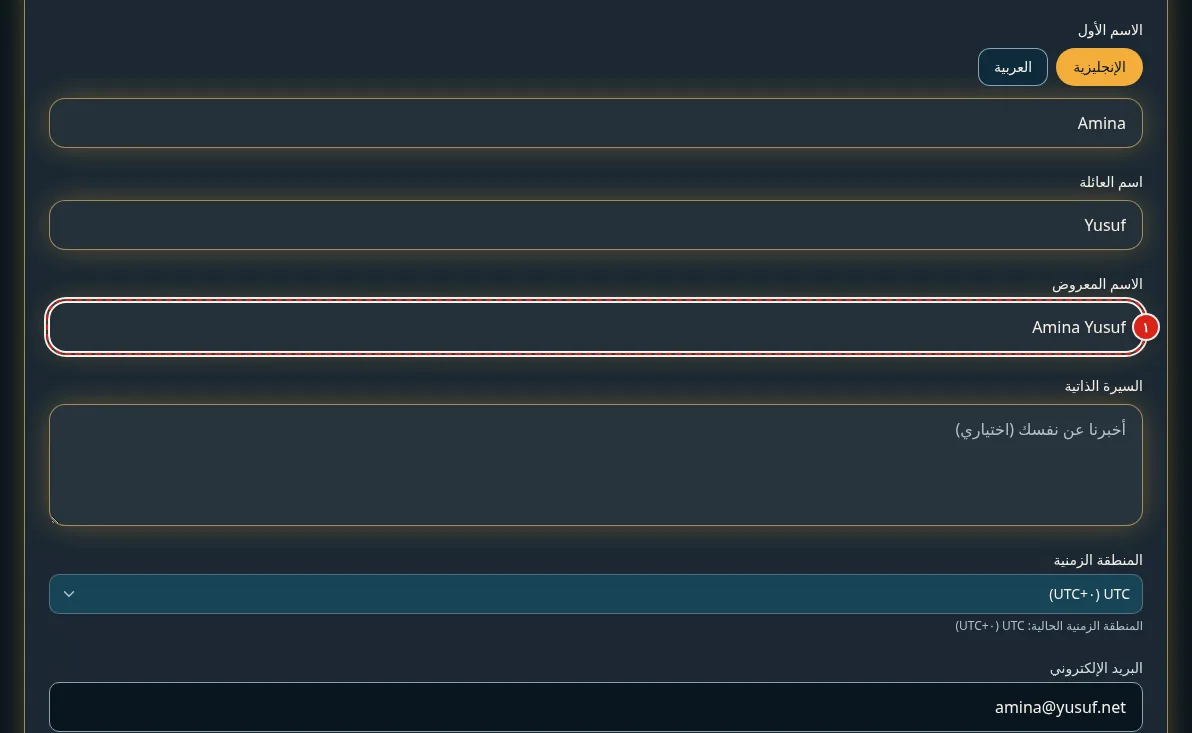 الاسم الأول
الإنجليزية العربية
Amina
اسم العائلة
Yusuf
الاسم المعروض
Amina Yusuf ١
السيرة الذاتية
أخبرنا عن نفسك (اختياري)
المنطقة الزمنية
UTC (UTC+٠)
المنطقة الزمنية الحالية: UTC (UTC+٠)
البريد الإلكتروني
amina@yusuf.net